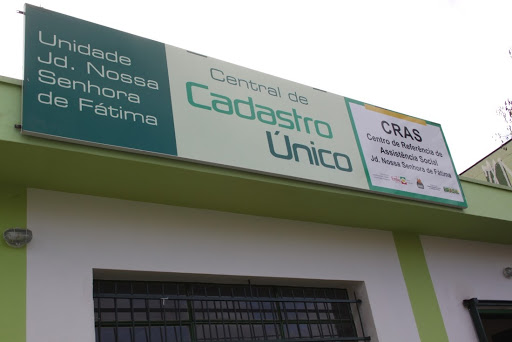 Unidade
Jd. Nossa
Senhora
de Fátima
Central de
Cadastro
Único
CRAS
Centro de Referência de
Assistência Social
Jd. Nossa Senhora de Fátima